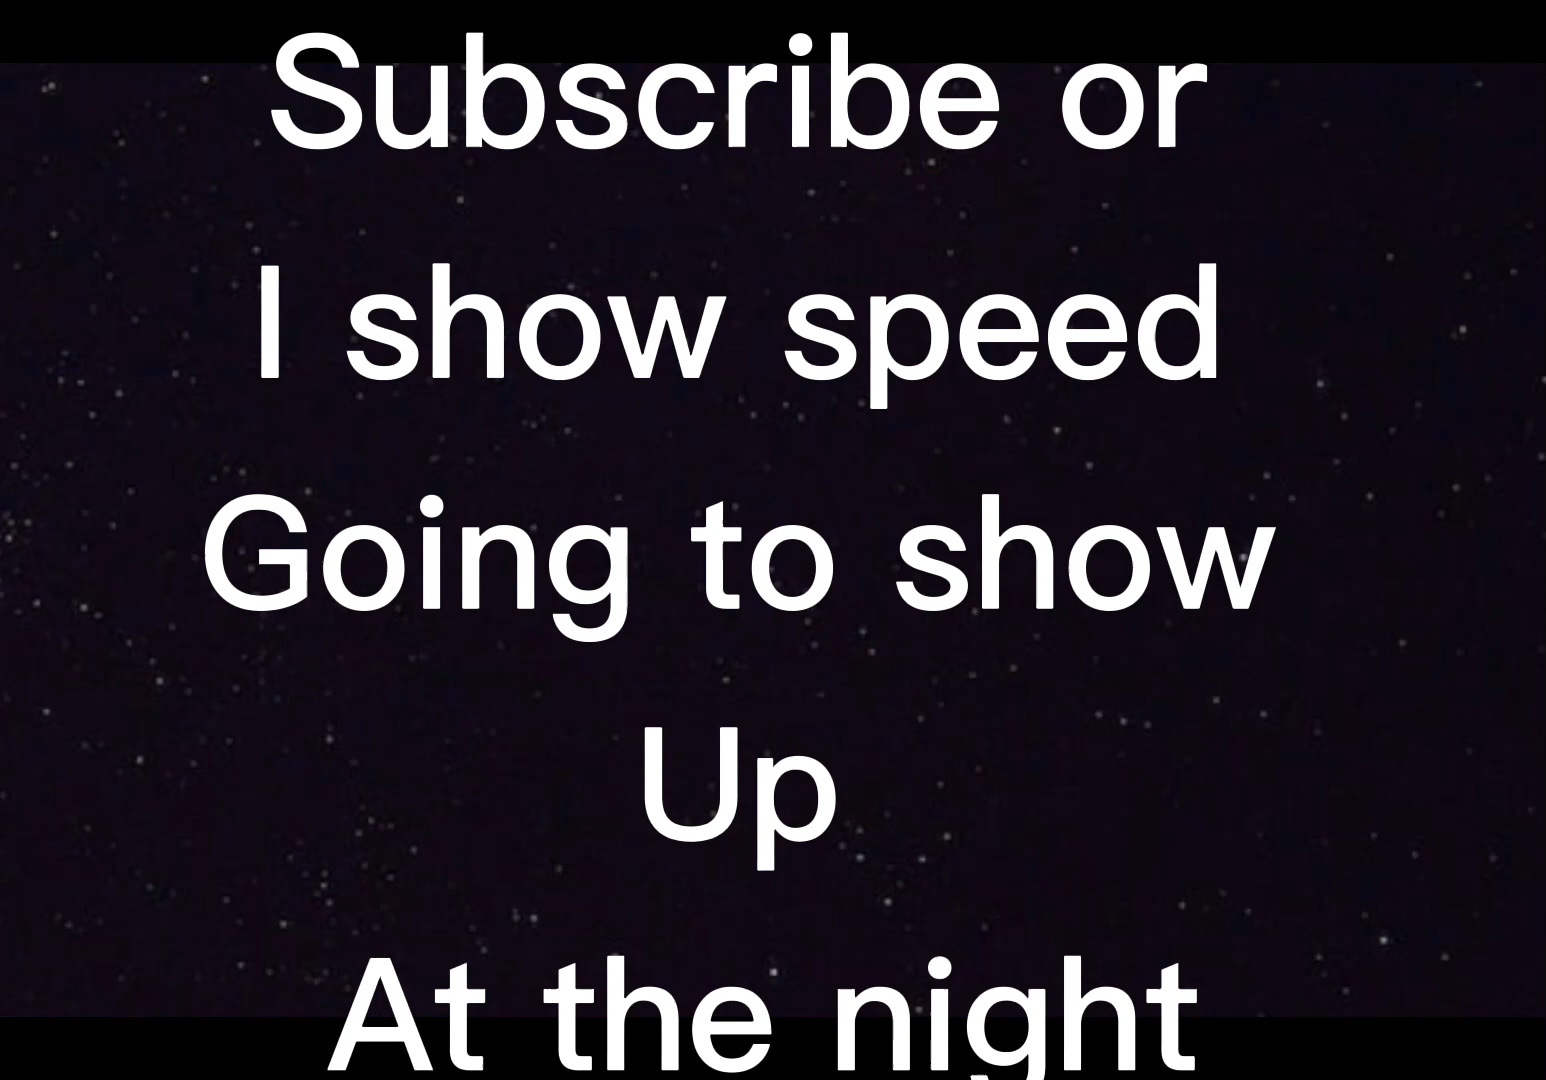 Subscribe or
I show speed
Going to show
Up
At the night